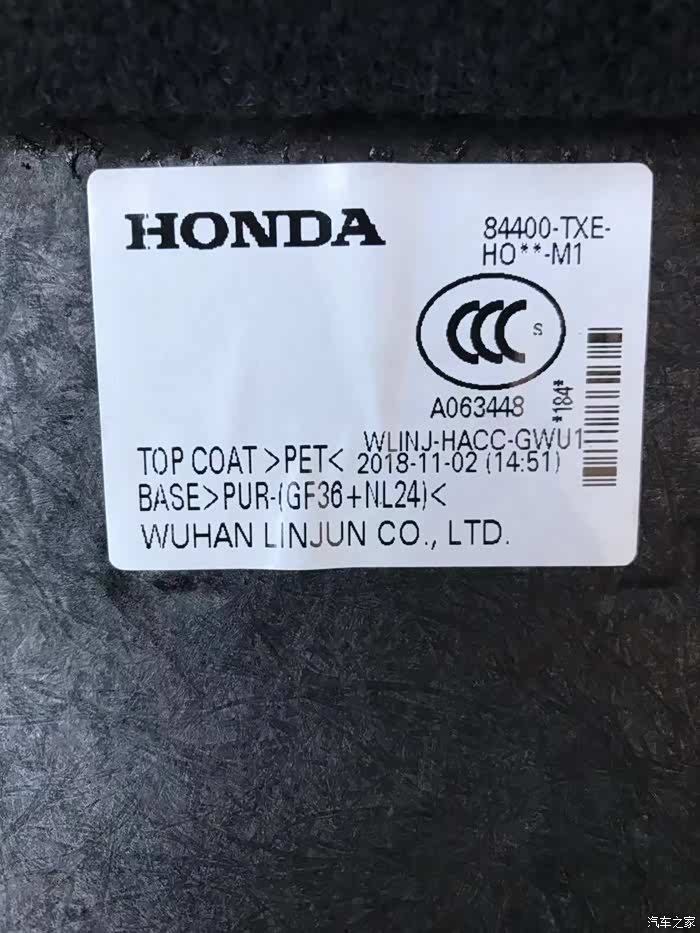 HONDA
84400-TXE-
HO**-M1
CCC S
A063448
*184*
WLINJ-HACC-GWU1
TOP COAT >PET< 2018-11-02 (14:51)
BASE>PUR-(GF36+NL24)<
WUHAN LINJUN CO., LTD.
汽车之家